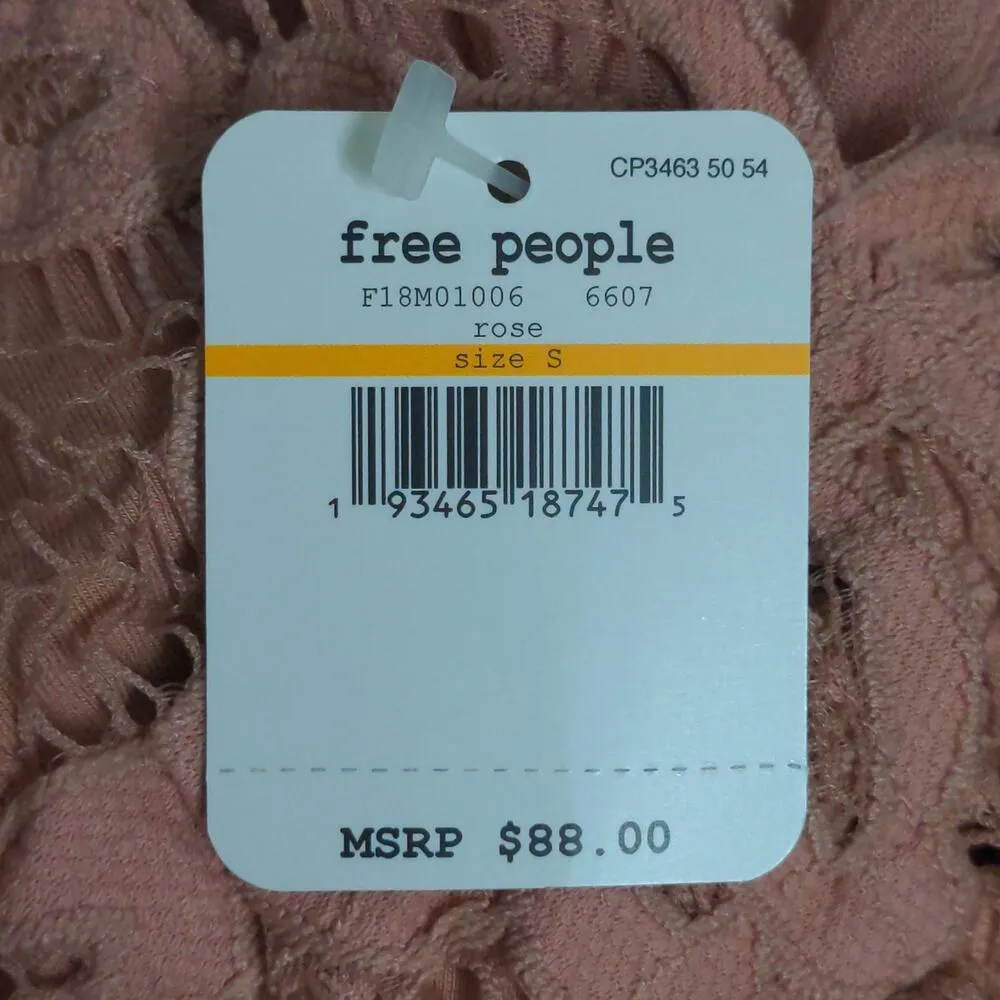 CP3463 50 54
free people
F18M01006 6607
rose
size S
1 93465 18747 5
MSRP $88.00